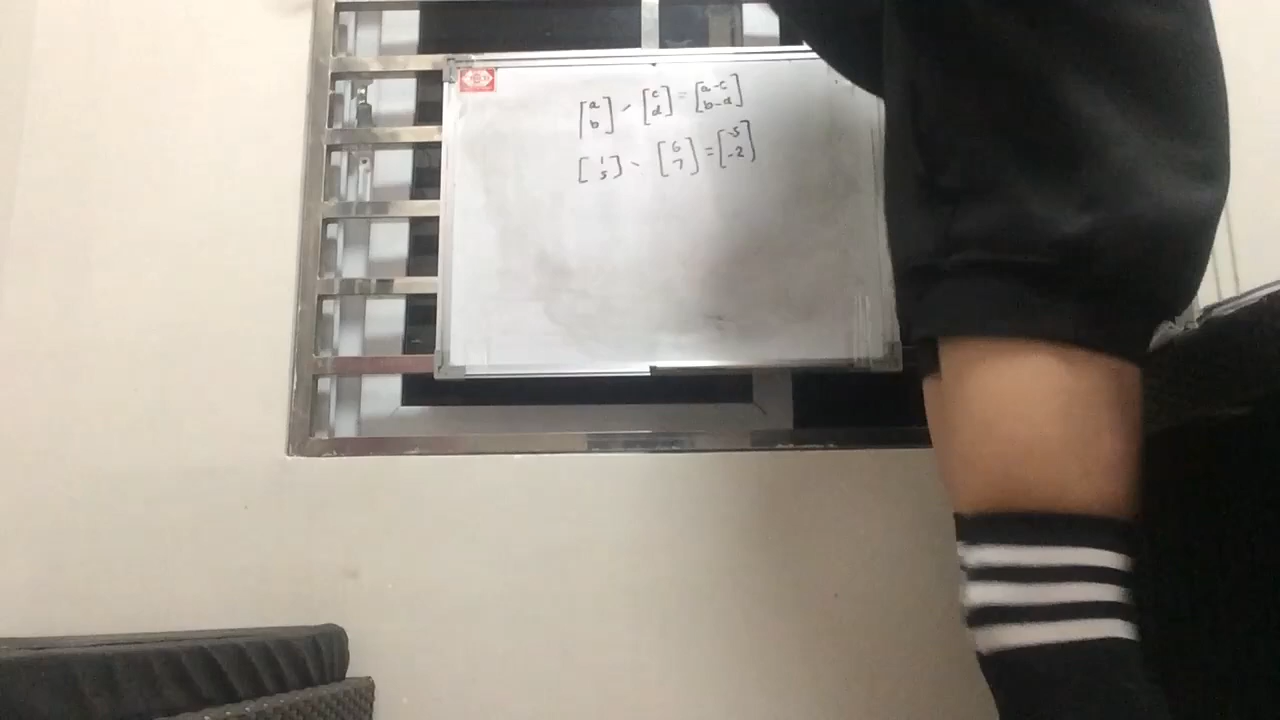 [a b] - [c d] = [a-c b-d]
[1 5] - [6 7] = [-5 -2]